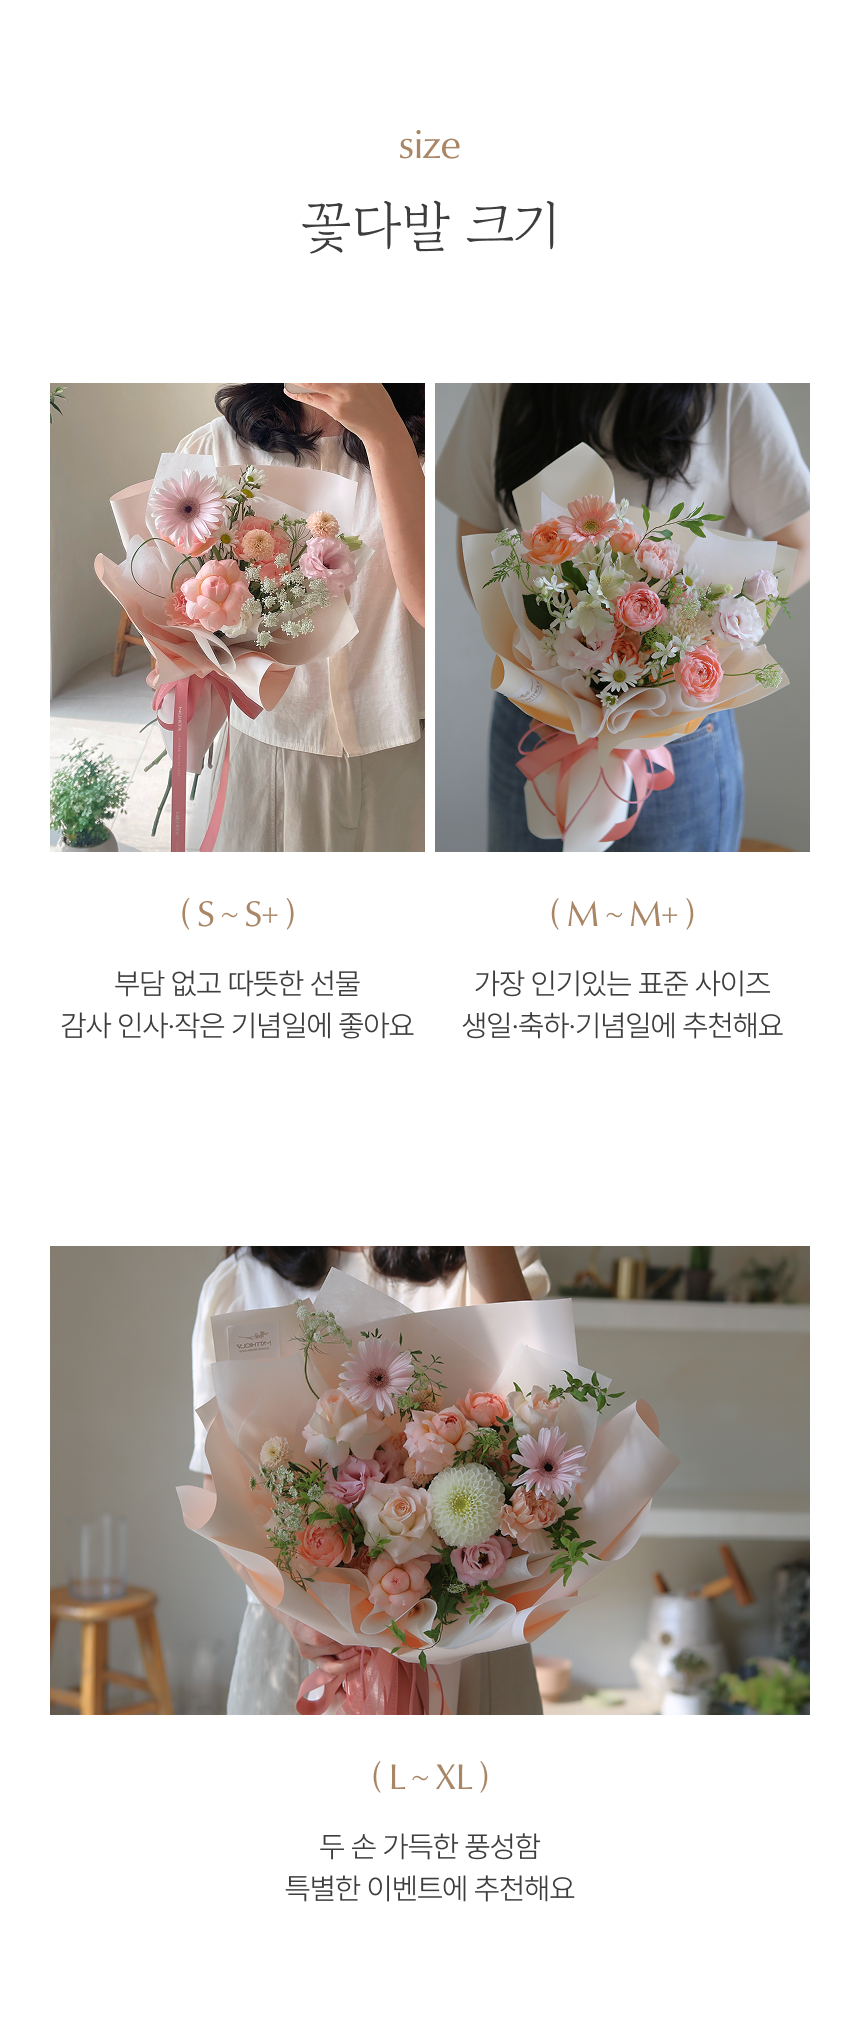 size
꽃다발 크기
( S ~ S+ )
부담 없고 따뜻한 선물
감사 인사·작은 기념일에 좋아요
( M ~ M+ )
가장 인기있는 표준 사이즈
생일·축하·기념일에 추천해요
( L ~ XL )
두 손 가득한 풍성함
특별한 이벤트에 추천해요